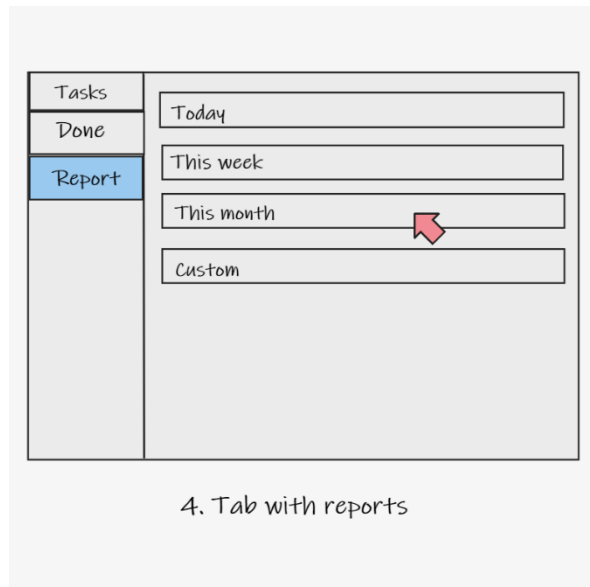 Tasks
Done
Report
Today
This week
This month
Custom
4. Tab with reports